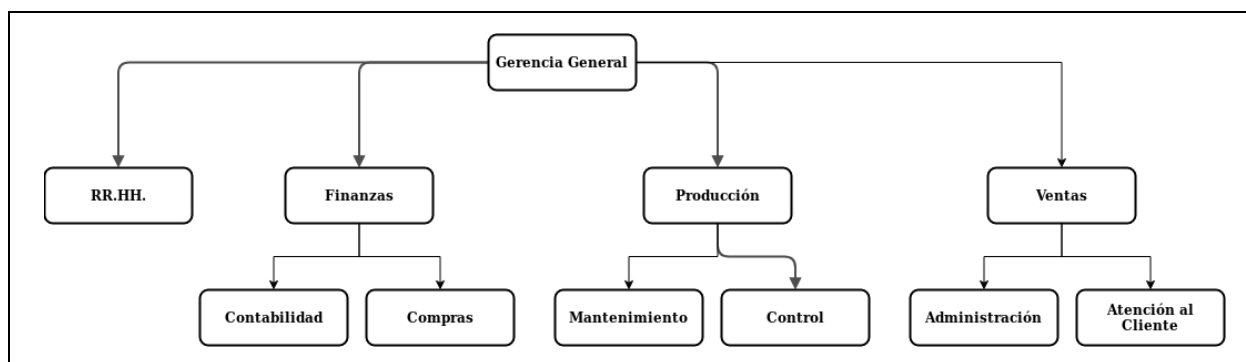 Gerencia General
RR.HH.
Finanzas
Producción
Ventas
Contabilidad
Compras
Mantenimiento
Control
Administración
Atención al
Cliente